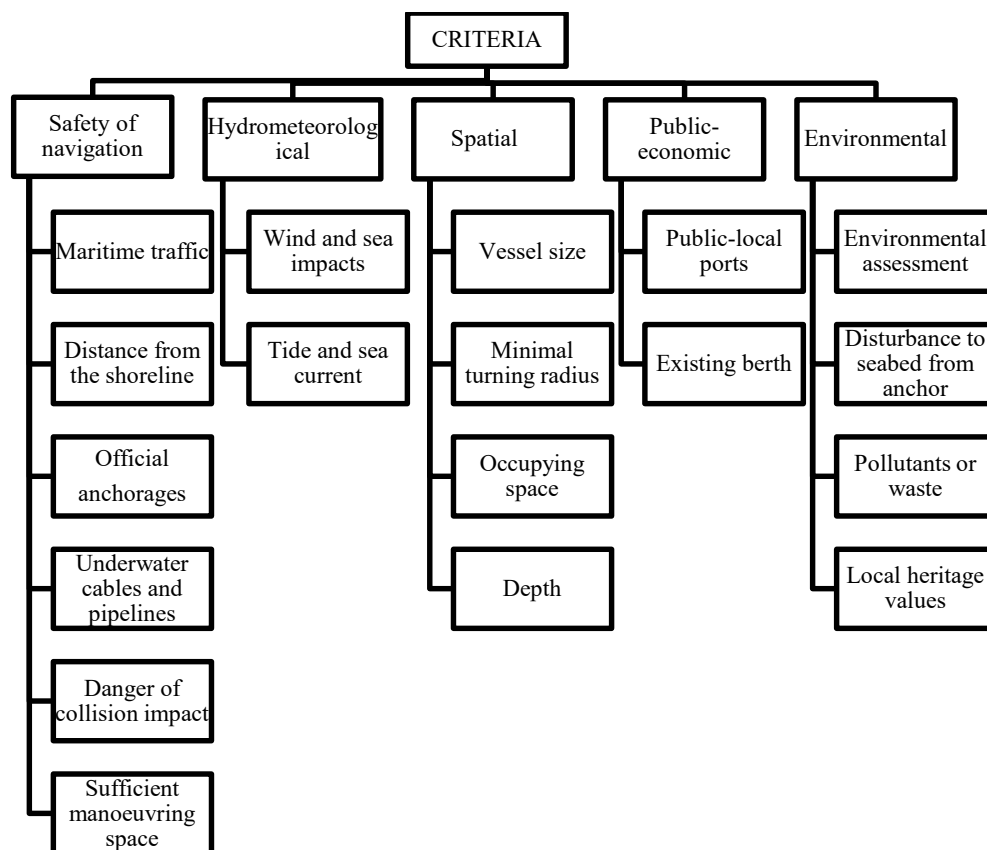 CRITERIA
Safety of
navigation
Hydrometeorolog
ical
Spatial
Public-
economic
Environmental
Maritime traffic
Wind and sea
impacts
Vessel size
Public-local
ports
Environmental
assessment
Distance from
the shoreline
Tide and sea
current
Minimal
turning radius
Existing berth
Disturbance to
seabed from
anchor
Official
anchorages
Occupying
space
Pollutants or
waste
Underwater
cables and
pipelines
Depth
Local heritage
values
Danger of
collision impact
Sufficient
manoeuvring
space